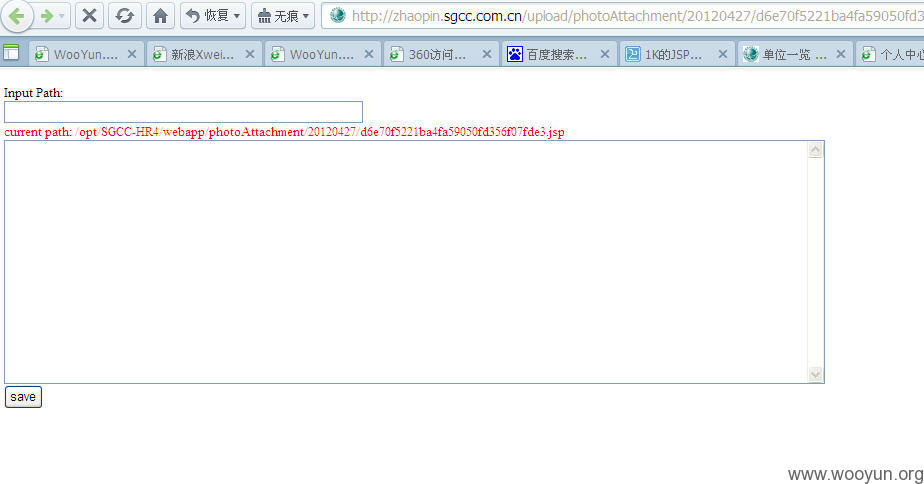 恢复 无痕 http://zhaopin.sgcc.com.cn/upload/photoAttachment/20120427/d6e70f5221ba4fa59050fd3
WooYun.... 新浪Xwei... WooYun.... 360访问... 百度搜索... 1K的JSP... 单位一览 ... 个人中心
Input Path:
current path: /opt/SGCC-HR4/webapp/photoAttachment/20120427/d6e70f5221ba4fa59050fd356f07fde3.jsp
save
www.wooyun.org